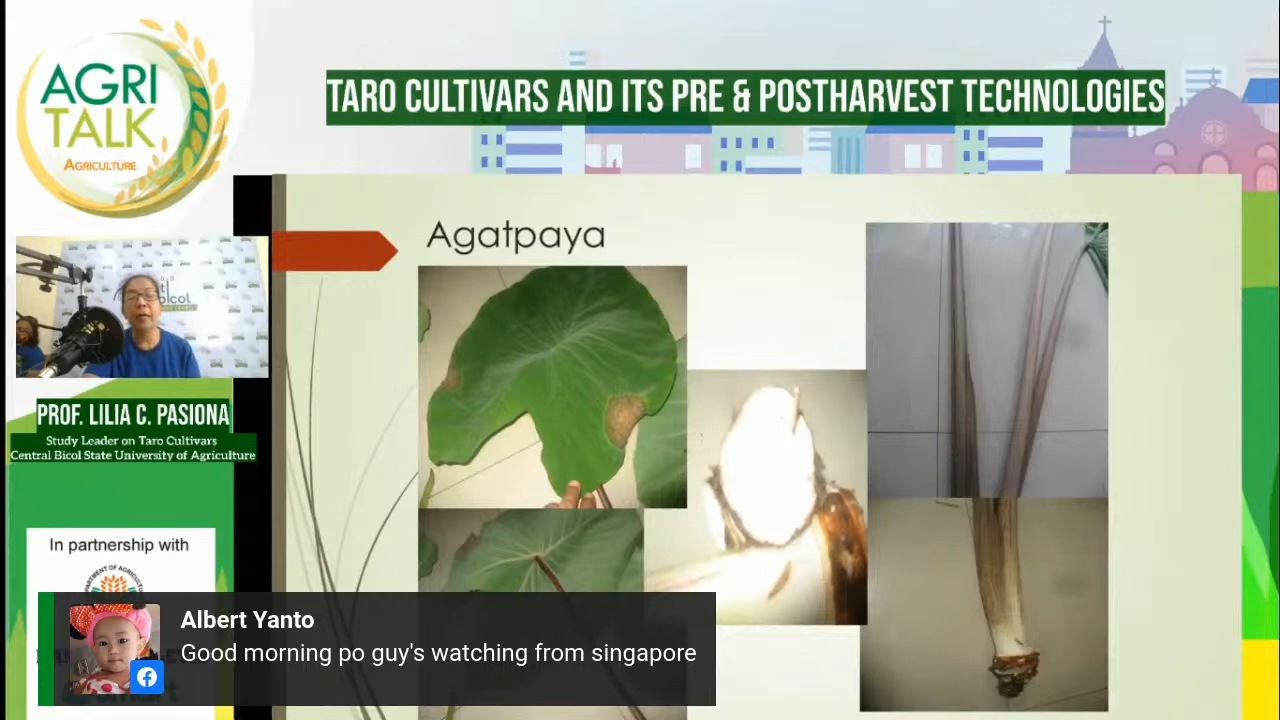 AGRI
TALK
AGRICULTURE
TARO CULTIVARS AND ITS PRE & POSTHARVEST TECHNOLOGIES
Agatpaya
PROF. LILIA C. PASIONA
Study Leader on Taro Cultivars
Central Bicol State University of Agriculture
In partnership with
Albert Yanto
Good morning po guy's watching from singapore